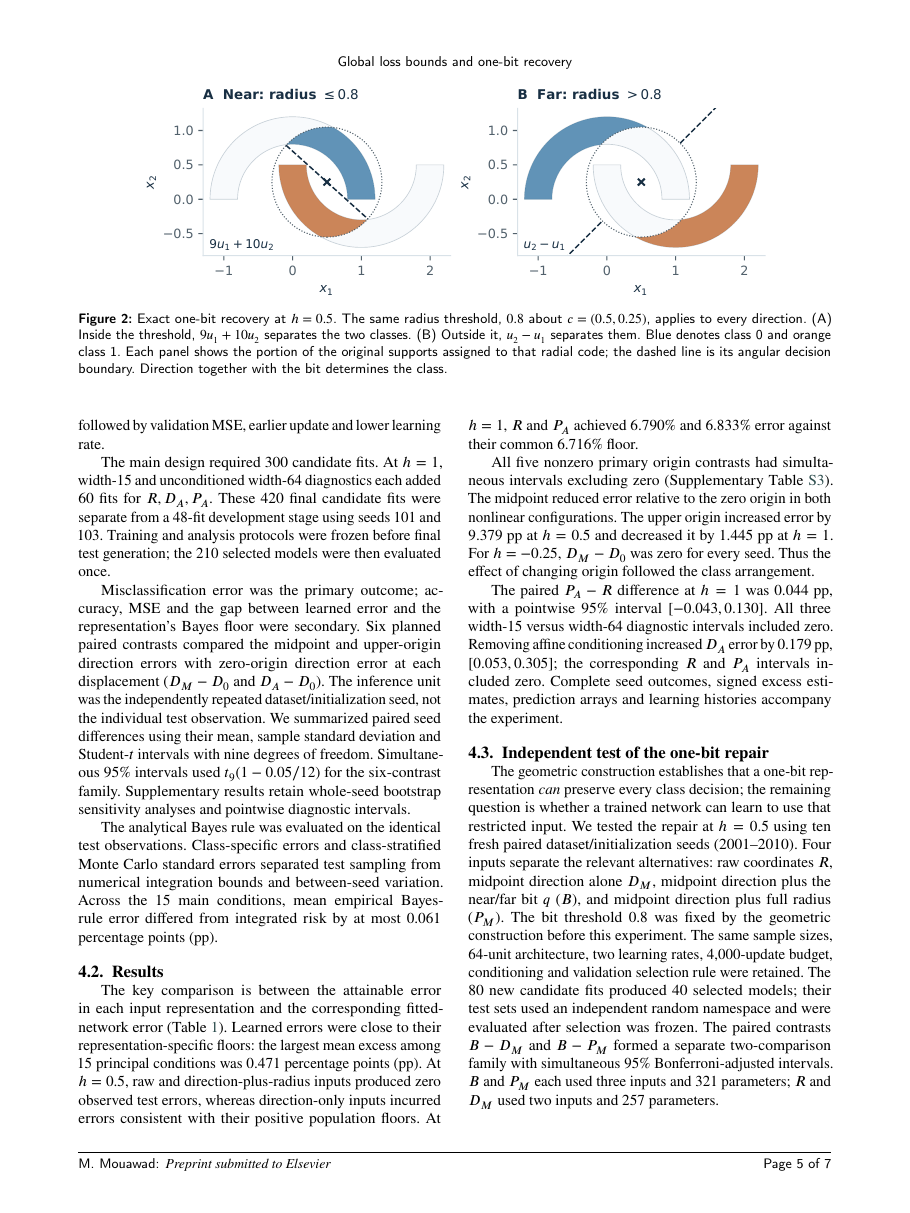 Global loss bounds and one-bit recovery
A Near: radius ≤ 0.8
1.0
0.5
0.0
−0.5
x₂
9u₁ + 10u₂
−1 0 1 2
x₁
B Far: radius > 0.8
1.0
0.5
0.0
−0.5
x₂
u₂ − u₁
−1 0 1 2
x₁
Figure 2: Exact one-bit recovery at h = 0.5. The same radius threshold, 0.8 about c = (0.5, 0.25), applies to every direction. (A)
Inside the threshold, 9u₁ + 10u₂ separates the two classes. (B) Outside it, u₂ − u₁ separates them. Blue denotes class 0 and orange
class 1. Each panel shows the portion of the original supports assigned to that radial code; the dashed line is its angular decision
boundary. Direction together with the bit determines the class.
followed by validation MSE, earlier update and lower learning
rate.
The main design required 300 candidate fits. At h = 1,
width-15 and unconditioned width-64 diagnostics each added
60 fits for R, D_A, P_A. These 420 final candidate fits were
separate from a 48-fit development stage using seeds 101 and
103. Training and analysis protocols were frozen before final
test generation; the 210 selected models were then evaluated
once.
Misclassification error was the primary outcome; ac-
curacy, MSE and the gap between learned error and the
representation's Bayes floor were secondary. Six planned
paired contrasts compared the midpoint and upper-origin
direction errors with zero-origin direction error at each
displacement (D_M − D₀ and D_A − D₀). The inference unit
was the independently repeated dataset/initialization seed, not
the individual test observation. We summarized paired seed
differences using their mean, sample standard deviation and
Student-t intervals with nine degrees of freedom. Simultane-
ous 95% intervals used t₉(1 − 0.05/12) for the six-contrast
family. Supplementary results retain whole-seed bootstrap
sensitivity analyses and pointwise diagnostic intervals.
The analytical Bayes rule was evaluated on the identical
test observations. Class-specific errors and class-stratified
Monte Carlo standard errors separated test sampling from
numerical integration bounds and between-seed variation.
Across the 15 main conditions, mean empirical Bayes-
rule error differed from integrated risk by at most 0.061
percentage points (pp).
4.2. Results
The key comparison is between the attainable error
in each input representation and the corresponding fitted-
network error (Table 1). Learned errors were close to their
representation-specific floors: the largest mean excess among
15 principal conditions was 0.471 percentage points (pp). At
h = 0.5, raw and direction-plus-radius inputs produced zero
observed test errors, whereas direction-only inputs incurred
errors consistent with their positive population floors. At
h = 1, R and P_A achieved 6.790% and 6.833% error against
their common 6.716% floor.
All five nonzero primary origin contrasts had simulta-
neous intervals excluding zero (Supplementary Table S3).
The midpoint reduced error relative to the zero origin in both
nonlinear configurations. The upper origin increased error by
9.379 pp at h = 0.5 and decreased it by 1.445 pp at h = 1.
For h = −0.25, D_M − D₀ was zero for every seed. Thus the
effect of changing origin followed the class arrangement.
The paired P_A − R difference at h = 1 was 0.044 pp,
with a pointwise 95% interval [−0.043, 0.130]. All three
width-15 versus width-64 diagnostic intervals included zero.
Removing affine conditioning increased D_A error by 0.179 pp,
[0.053, 0.305]; the corresponding R and P_A intervals in-
cluded zero. Complete seed outcomes, signed excess esti-
mates, prediction arrays and learning histories accompany
the experiment.
4.3. Independent test of the one-bit repair
The geometric construction establishes that a one-bit rep-
resentation can preserve every class decision; the remaining
question is whether a trained network can learn to use that
restricted input. We tested the repair at h = 0.5 using ten
fresh paired dataset/initialization seeds (2001–2010). Four
inputs separate the relevant alternatives: raw coordinates R,
midpoint direction alone D_M, midpoint direction plus the
near/far bit q (B), and midpoint direction plus full radius
(P_M). The bit threshold 0.8 was fixed by the geometric
construction before this experiment. The same sample sizes,
64-unit architecture, two learning rates, 4,000-update budget,
conditioning and validation selection rule were retained. The
80 new candidate fits produced 40 selected models; their
test sets used an independent random namespace and were
evaluated after selection was frozen. The paired contrasts
B − D_M and B − P_M formed a separate two-comparison
family with simultaneous 95% Bonferroni-adjusted intervals.
B and P_M each used three inputs and 321 parameters; R and
D_M used two inputs and 257 parameters.
M. Mouawad: Preprint submitted to Elsevier
Page 5 of 7